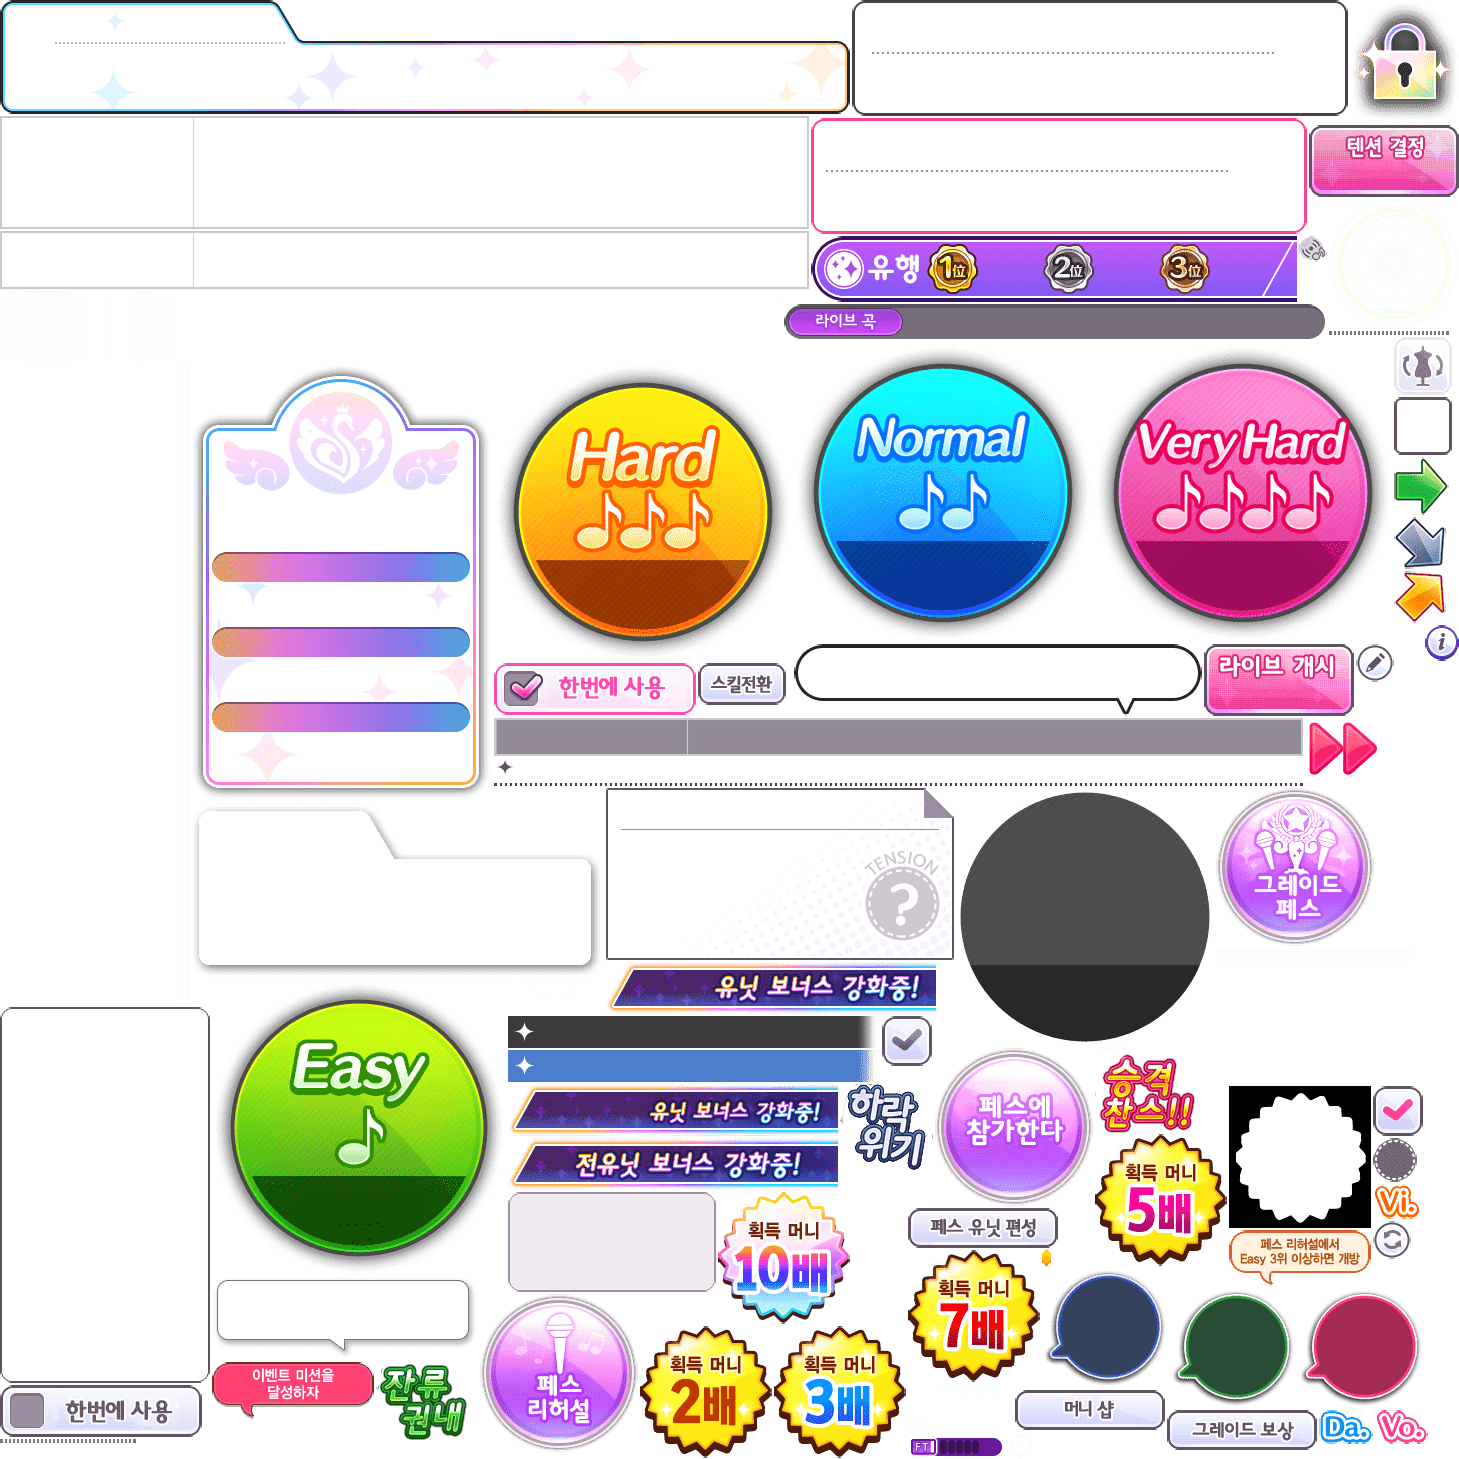 텐션 결정
유행
1位
2位
3位
라이브 곡
Hard
Normal
VeryHard
한번에 사용
스킬전환
라이브 개시
i
TENSION
?
그레이드
페스
유닛 보너스 강화중!
Easy
유닛 보너스 강화중!
전유닛 보너스 강화중!
하락
위기
페스에
참가한다
승격
찬스!!
획득 머니
5배
Vi.
페스 유닛 편성
페스 리허설에서
Easy 3위 이상하면 개방
획득 머니
10배
획득 머니
7배
이벤트 미션을
달성하자
잔류
권내
페스
리허설
획득 머니
2배
획득 머니
3배
한번에 사용
머니 샵
그레이드 보상
Da.
Vo.
FT